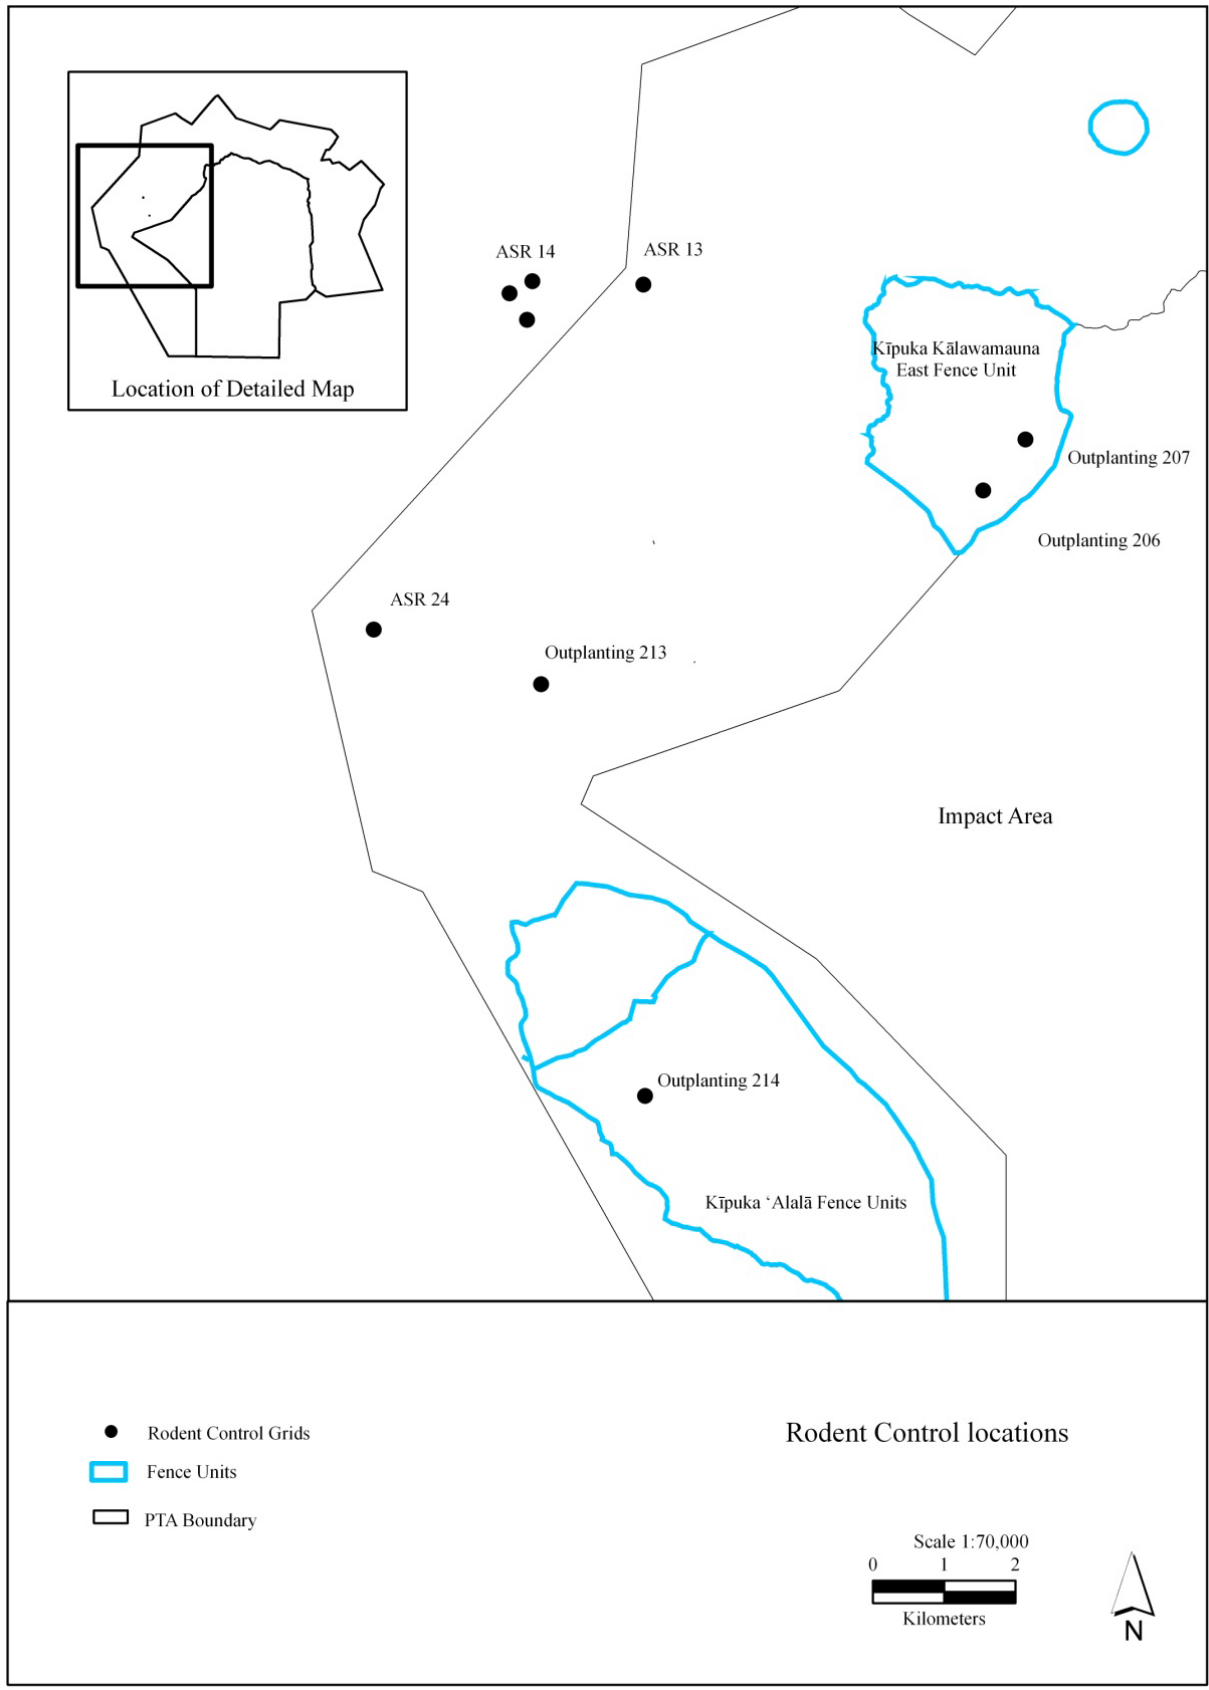 ASR 14
ASR 13
Location of Detailed Map
Kīpuka Kālawamauna
East Fence Unit
Outplanting 207
Outplanting 206
ASR 24
Outplanting 213
Impact Area
Outplanting 214
Kīpuka ʻAlalā Fence Units
Rodent Control Grids
Fence Units
PTA Boundary
Rodent Control locations
Scale 1:70,000
0 1 2
Kilometers
N